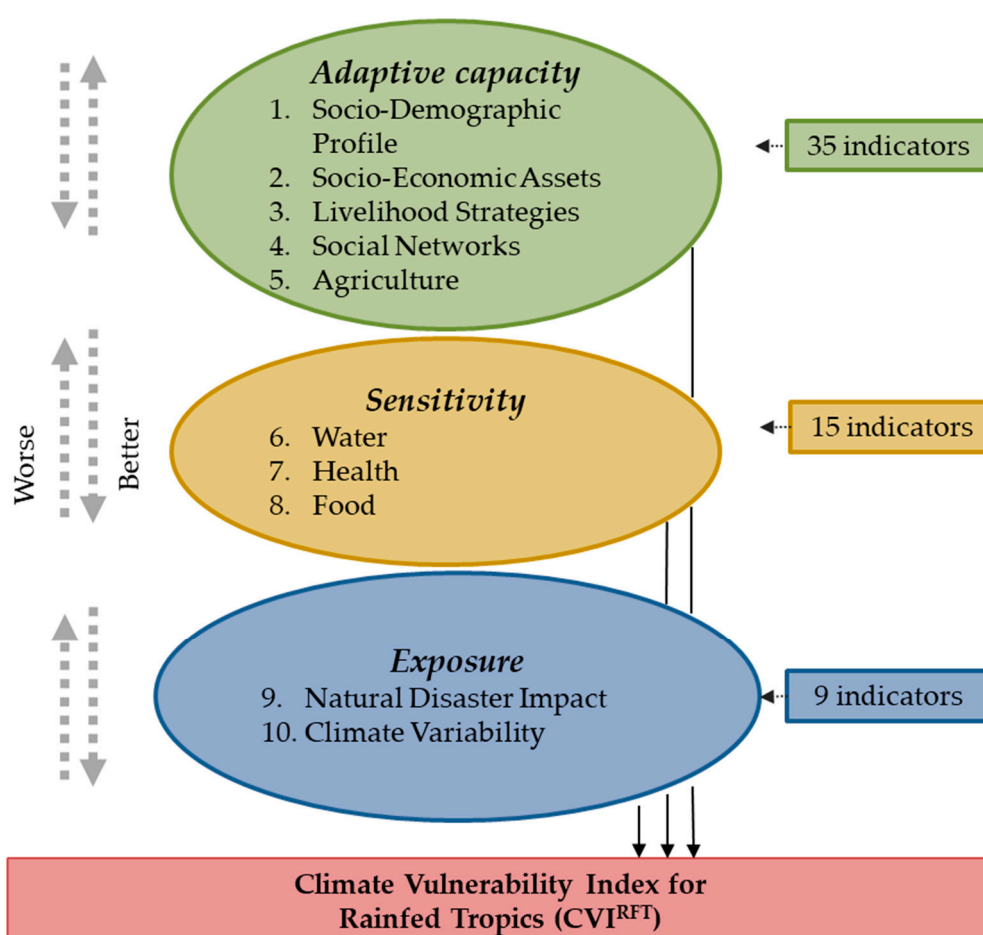 Adaptive capacity
1. Socio-Demographic
Profile
2. Socio-Economic Assets
3. Livelihood Strategies
4. Social Networks
5. Agriculture
35 indicators
Worse
Better
Sensitivity
6. Water
7. Health
8. Food
15 indicators
Exposure
9. Natural Disaster Impact
10. Climate Variability
9 indicators
Climate Vulnerability Index for
Rainfed Tropics (CVIRFT)